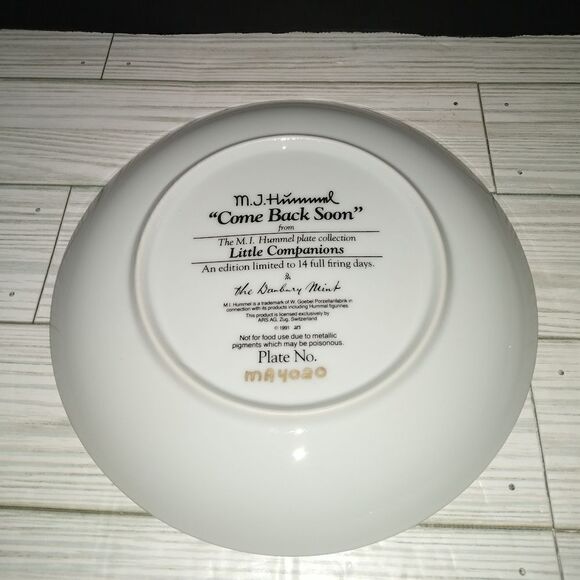 M.J.Hummel
"Come Back Soon"
from
The M.I. Hummel plate collection
Little Companions
An edition limited to 14 full firing days.
The Danbury Mint
M.I. Hummel is a trademark of W. Goebel Porzellanfabrik in
connection with its products including Hummel figurines.
This product is licensed exclusively by
ARS AG, Zug, Switzerland
© 1991 ars
Not for food use due to metallic
pigments which may be poisonous.
Plate No.
MA4020